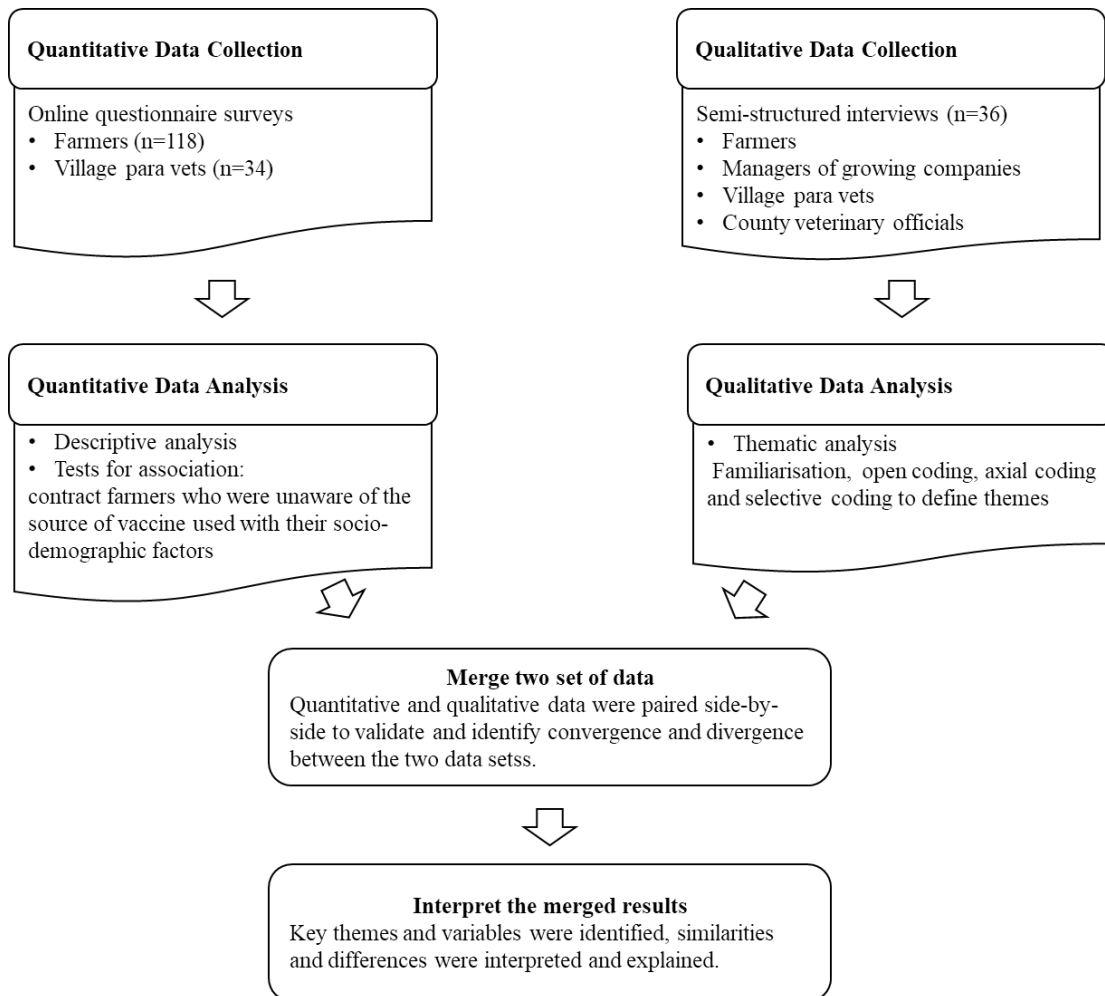 Quantitative Data Collection
Online questionnaire surveys
• Farmers (n=118)
• Village para vets (n=34)
Qualitative Data Collection
Semi-structured interviews (n=36)
• Farmers
• Managers of growing companies
• Village para vets
• County veterinary officials
Quantitative Data Analysis
• Descriptive analysis
• Tests for association:
contract farmers who were unaware of the
source of vaccine used with their socio-
demographic factors
Qualitative Data Analysis
• Thematic analysis
Familiarisation, open coding, axial coding
and selective coding to define themes
Merge two set of data
Quantitative and qualitative data were paired side-by-
side to validate and identify convergence and divergence
between the two data setss.
Interpret the merged results
Key themes and variables were identified, similarities
and differences were interpreted and explained.